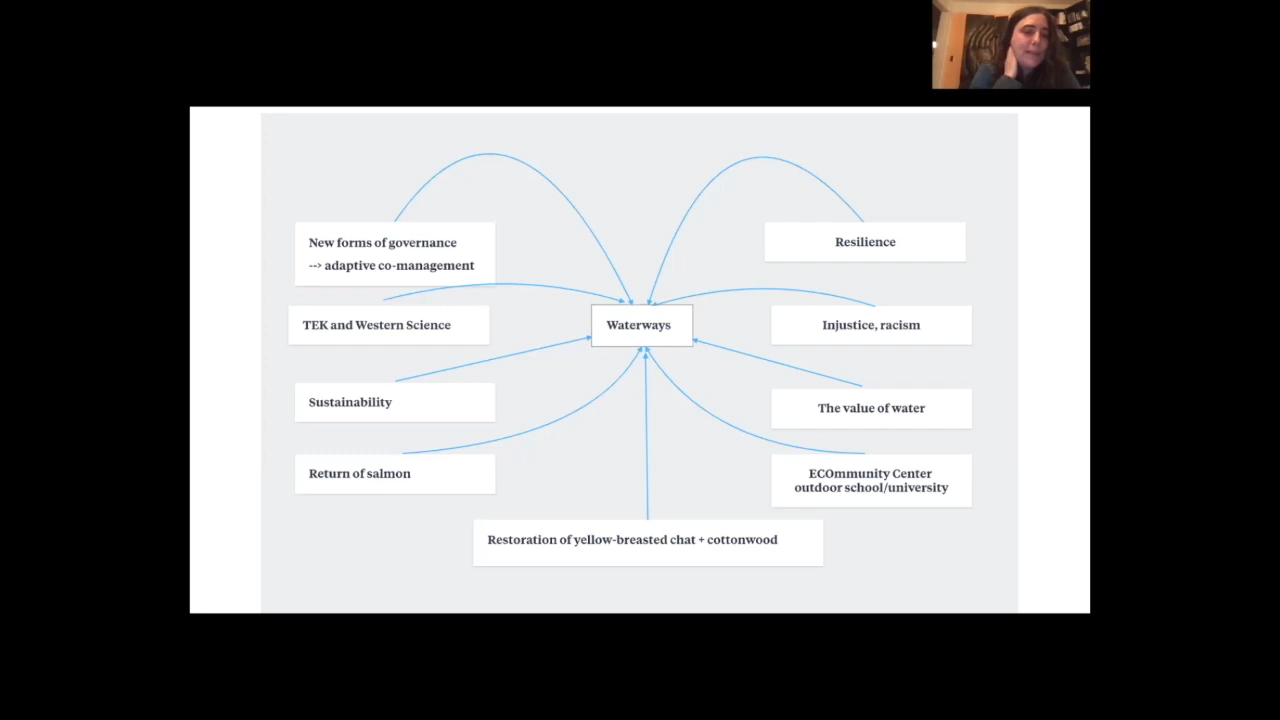 New forms of governance
--> adaptive co-management
Resilience
TEK and Western Science
Waterways
Injustice, racism
Sustainability
The value of water
Return of salmon
ECOmmunity Center
outdoor school/university
Restoration of yellow-breasted chat + cottonwood